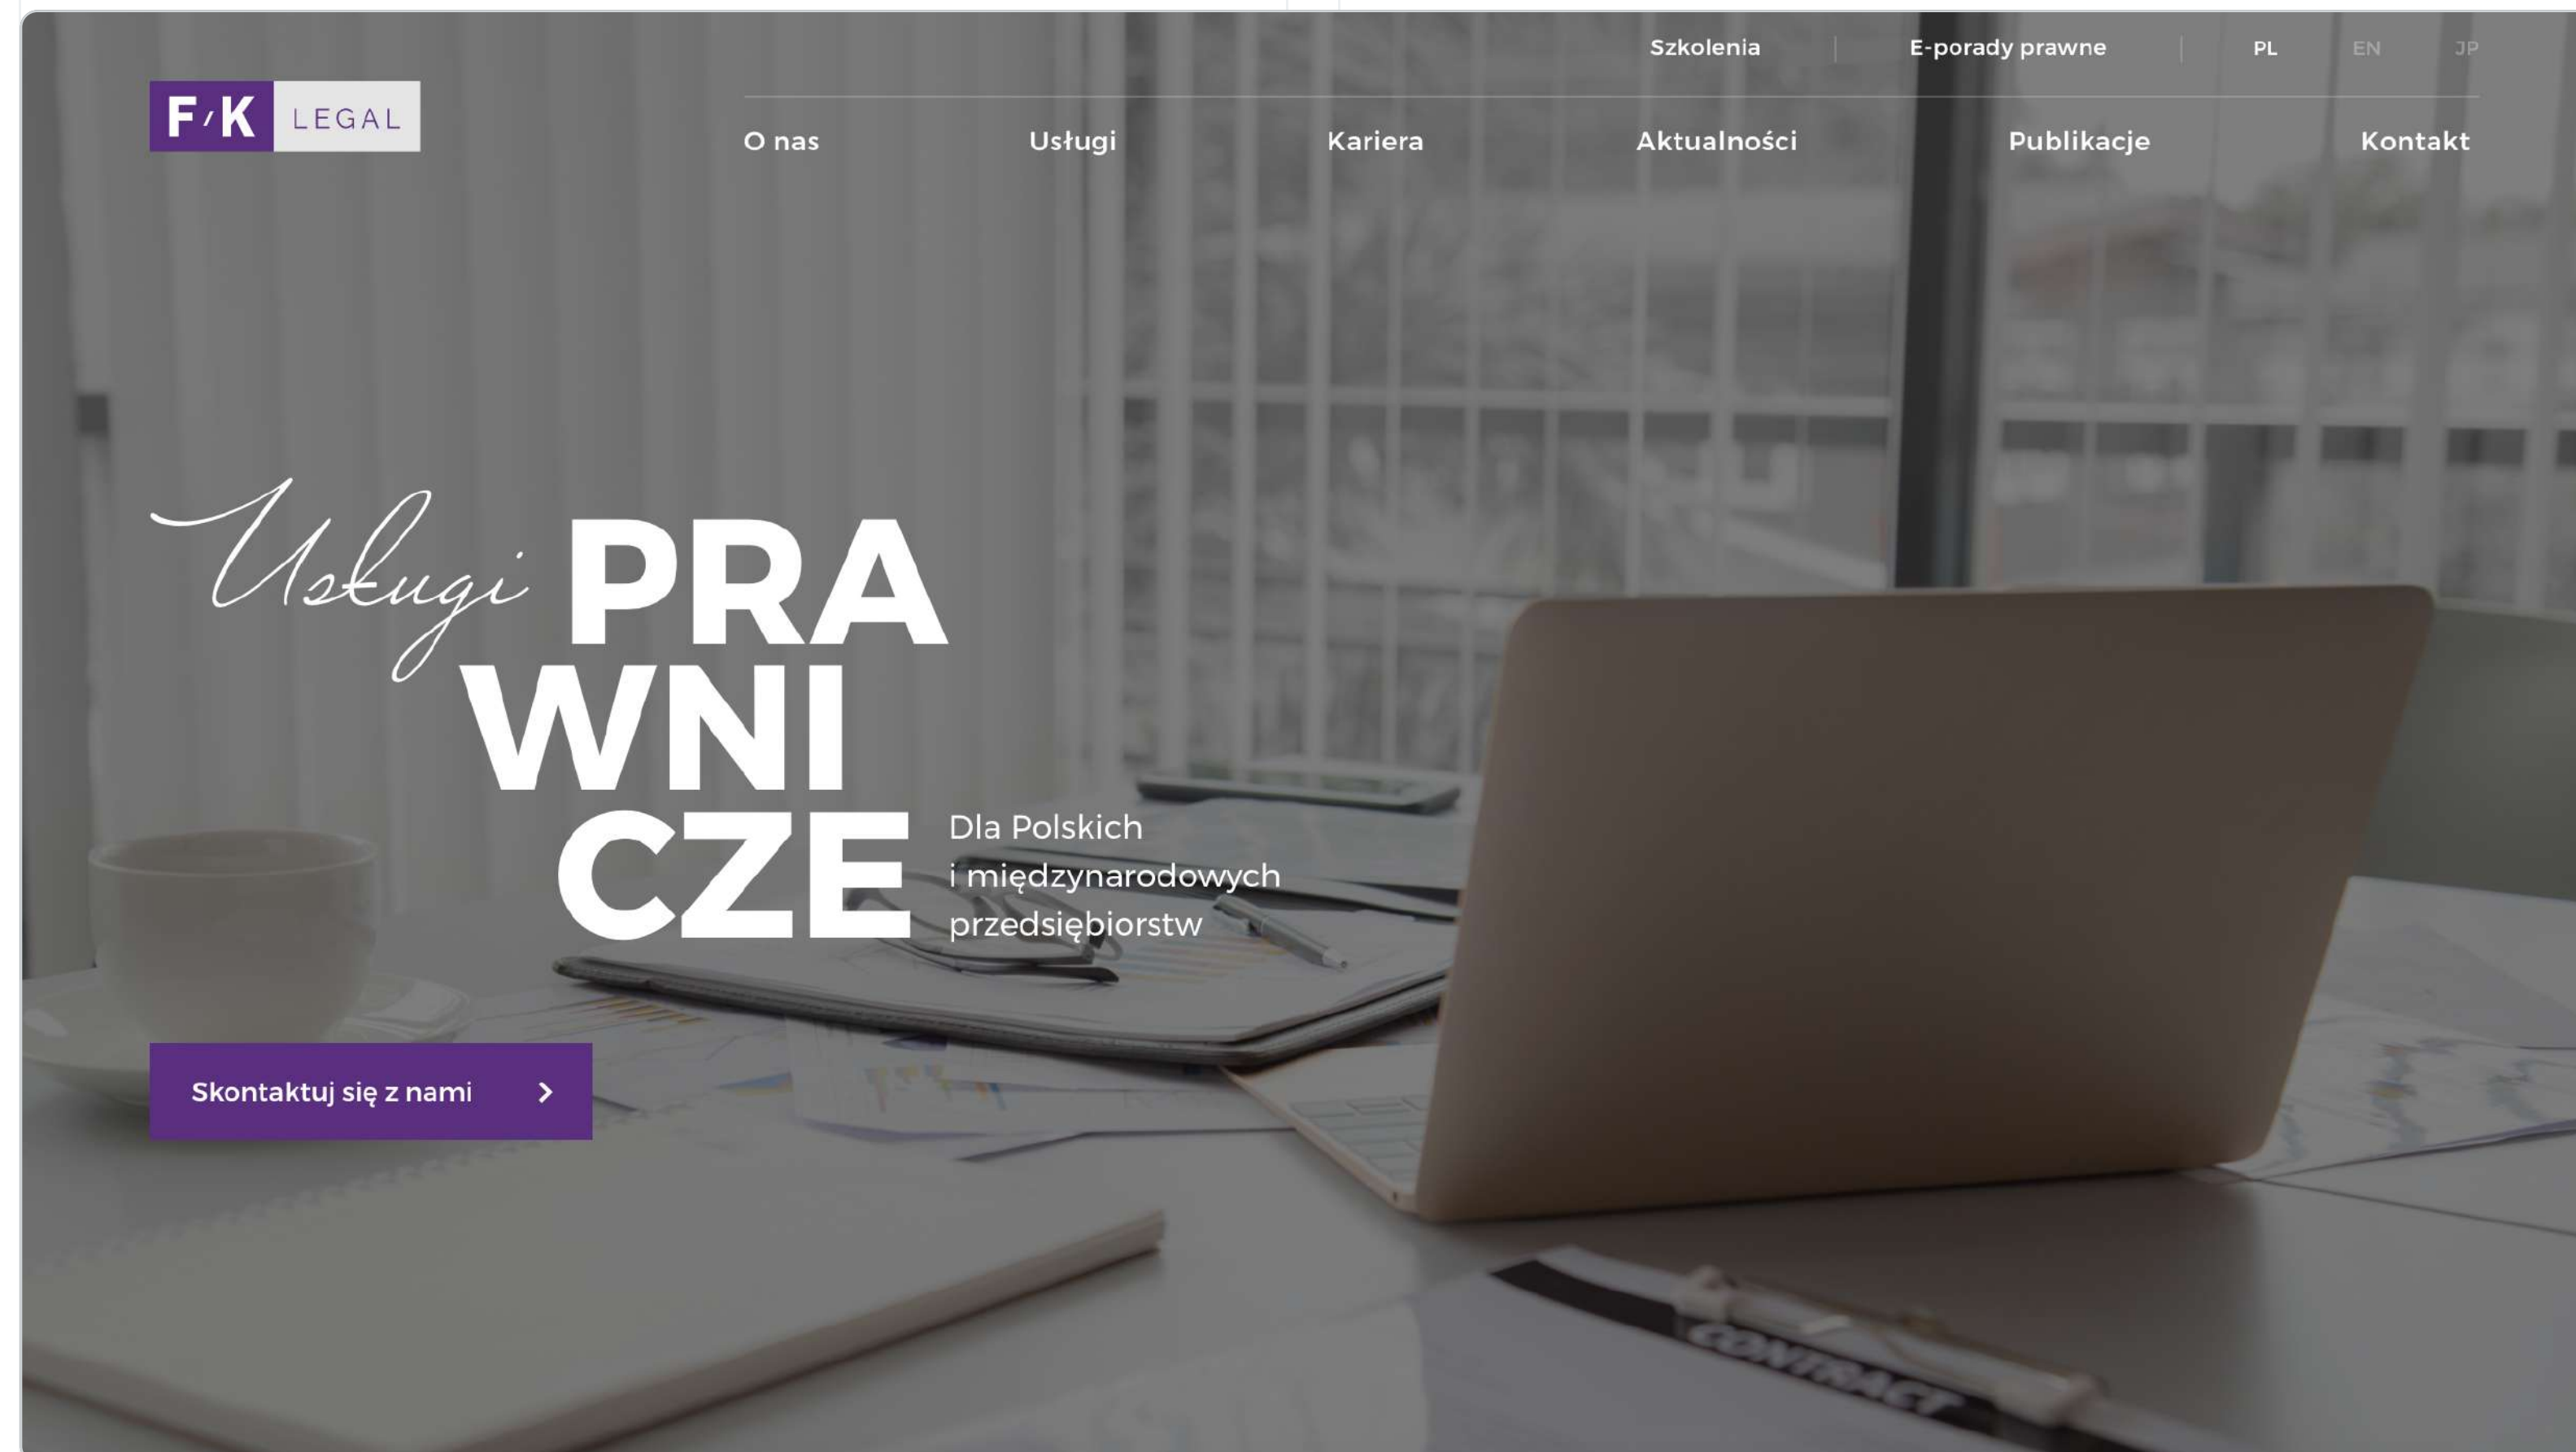 Szkolenia
E-porady prawne
PL
EN
JP
F/K LEGAL
O nas
Usługi
Kariera
Aktualności
Publikacje
Kontakt
Usługi PRA
WNI
CZE
Dla Polskich
i międzynarodowych
przedsiębiorstw
Skontaktuj się z nami
CONTRACT